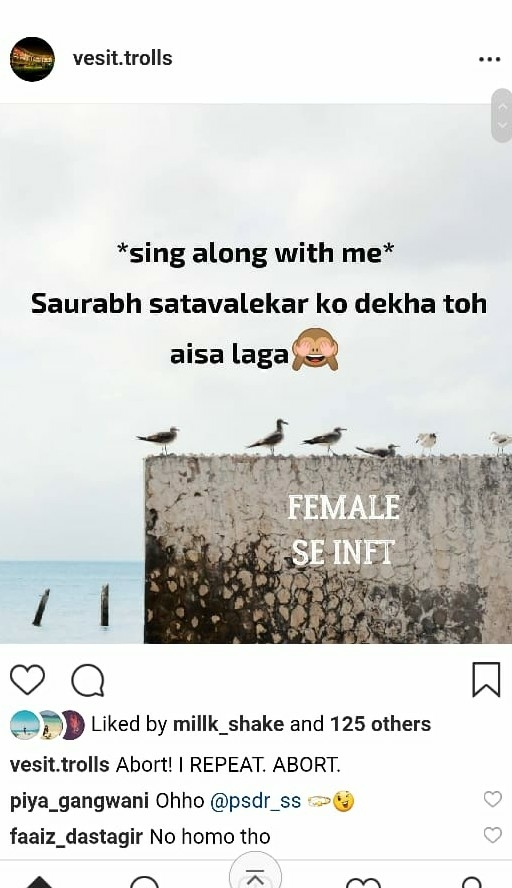 vesit.trolls
*sing along with me*
Saurabh satavalekar ko dekha toh
aisa laga🙈
FEMALE
SE INFT
Liked by millk_shake and 125 others
vesit.trolls Abort! I REPEAT. ABORT.
piya_gangwani Ohho @psdr_ss 😉
faaiz_dastagir No homo tho